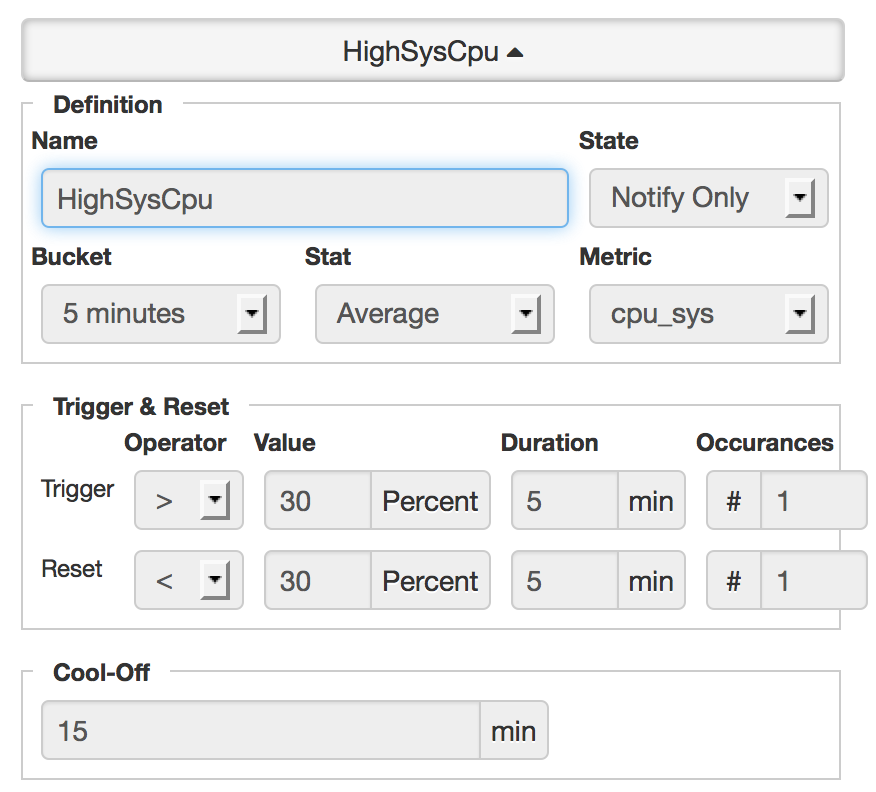 HighSysCpu
Definition
Name State
HighSysCpu Notify Only
Bucket Stat Metric
5 minutes Average cpu_sys
Trigger & Reset
Operator Value Duration Occurances
Trigger > 30 Percent 5 min # 1
Reset < 30 Percent 5 min # 1
Cool-Off
15 min